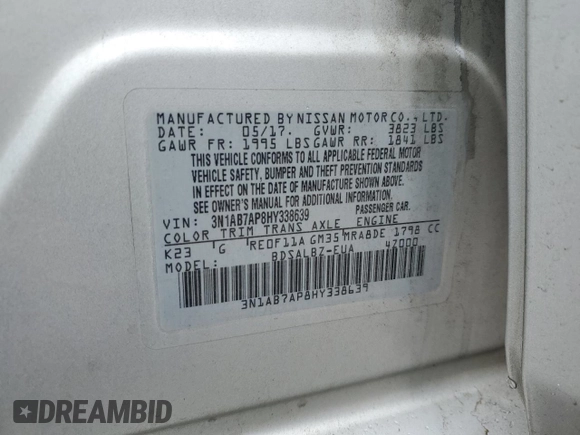 MANUFACTURED BY NISSAN MOTOR CO., LTD.
DATE: 05/17. GVWR: 3823 LBS
GAWR FR: 1995 LBS GAWR RR: 1841 LBS
THIS VEHICLE CONFORMS TO ALL APPLICABLE FEDERAL MOTOR
VEHICLE SAFETY, BUMPER AND THEFT PREVENTION STANDARDS
IN EFFECT ON THE DATE OF MANUFACTURE SHOWN ABOVE.
SEE OWNER'S MANUAL
VIN: 3N1AB7AP8HY338639 PASSENGER CAR.
COLOR TRIM TRANS AXLE ENGINE
K23 G RE0F11A GM35 MRA8DE 1798 CC
MODEL: BDSALBZ-EUA 47000
3N1AB7AP8HY338639
DREAMBID